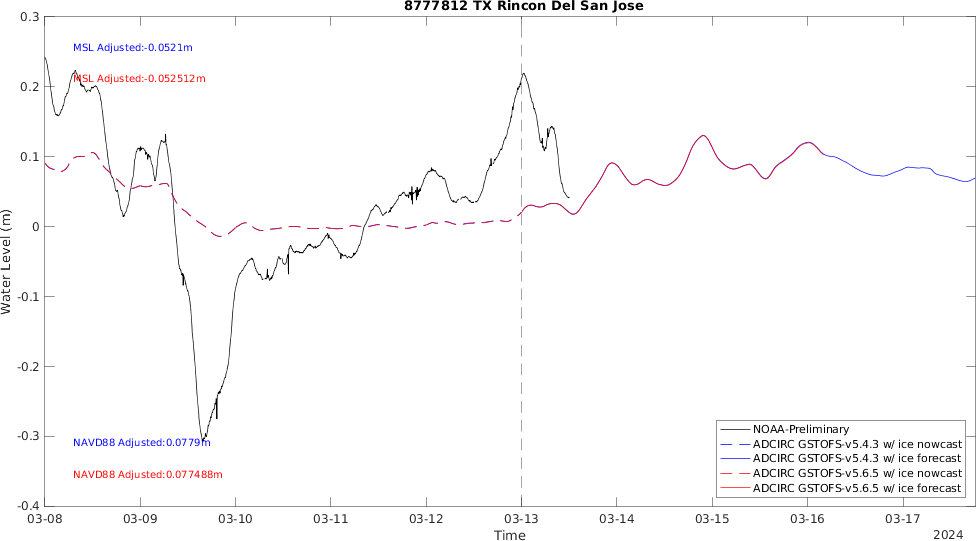 8777812 TX Rincon Del San Jose
0.3
MSL Adjusted:-0.0521m
MSL Adjusted:-0.052512m
0.2
0.1
0
-0.1
-0.2
-0.3
-0.4
Water Level (m)
NAVD88 Adjusted:0.0779m
NAVD88 Adjusted:0.077488m
NOAA-Preliminary
ADCIRC GSTOFS-v5.4.3 w/ ice nowcast
ADCIRC GSTOFS-v5.4.3 w/ ice forecast
ADCIRC GSTOFS-v5.6.5 w/ ice nowcast
ADCIRC GSTOFS-v5.6.5 w/ ice forecast
03-08 03-09 03-10 03-11 03-12 03-13 03-14 03-15 03-16 03-17
Time
2024